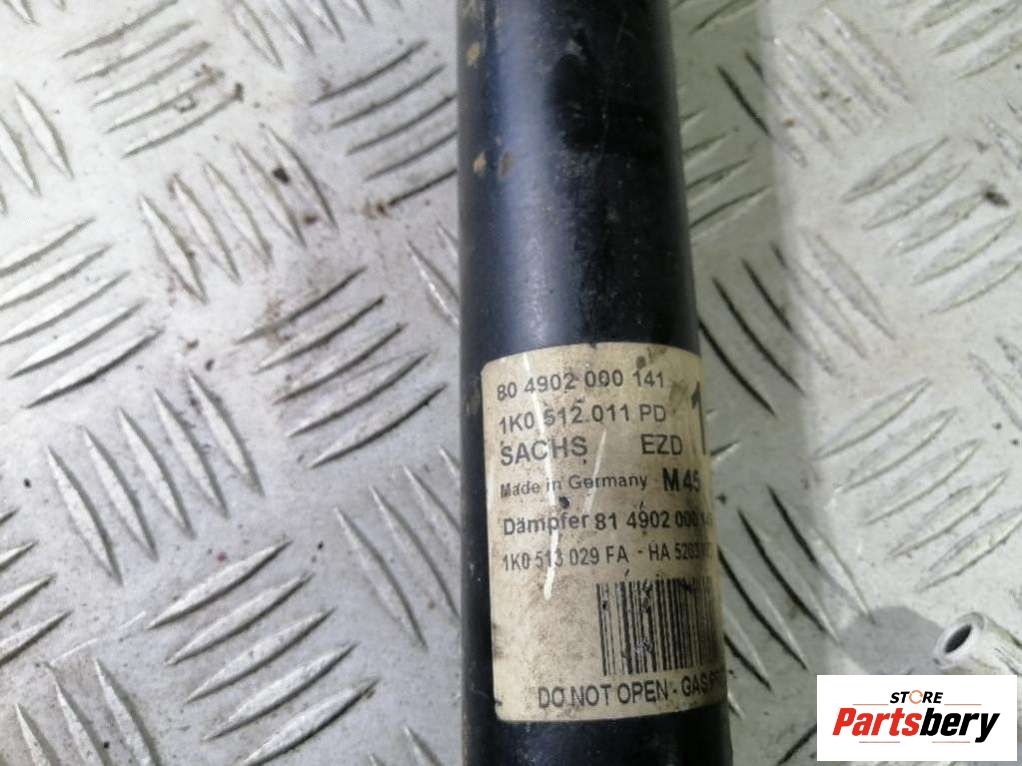 80 4902 000 141
1K0 512 011 PD
SACHS EZD
Made in Germany M45
Dämpfer 81 4902 000
1K0 513 029 FA - HA
DO NOT OPEN - GAS
STORE
Partsbery